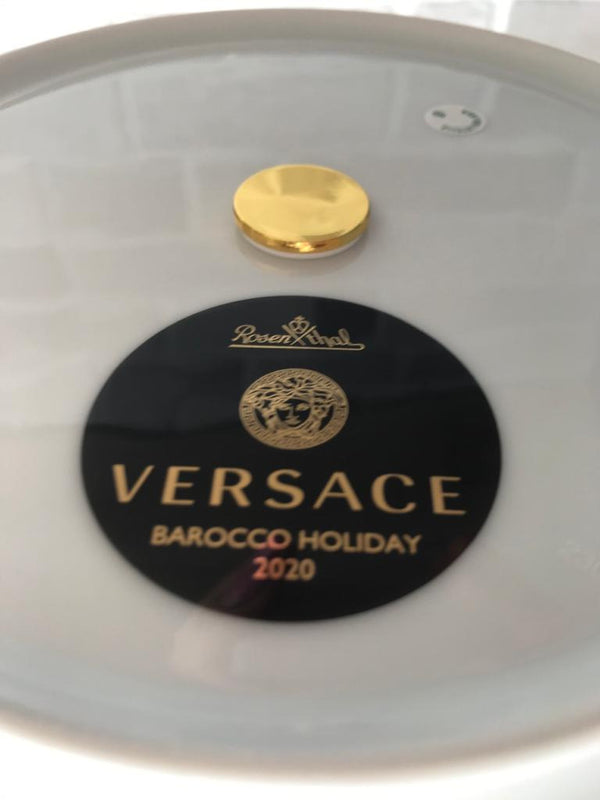 Rosenthal
VERSACE
BAROCCO HOLIDAY
2020